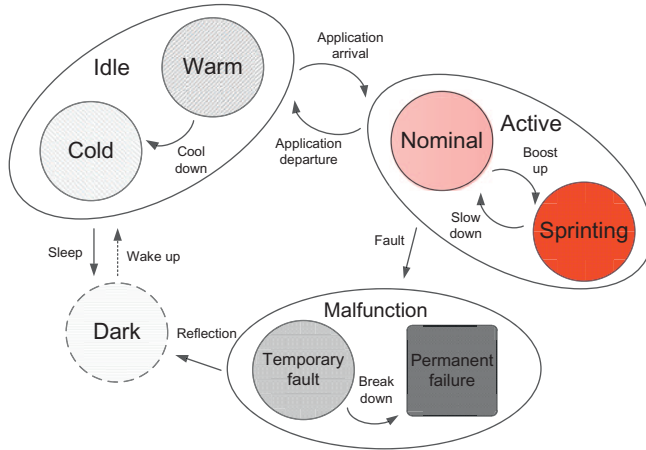 Idle
Warm
Cold
Cool
down
Application
arrival
Application
departure
Active
Nominal
Boost
up
Slow
down
Sprinting
Sleep
Wake up
Fault
Dark
Reflection
Malfunction
Temporary
fault
Permanent
failure
Break
down